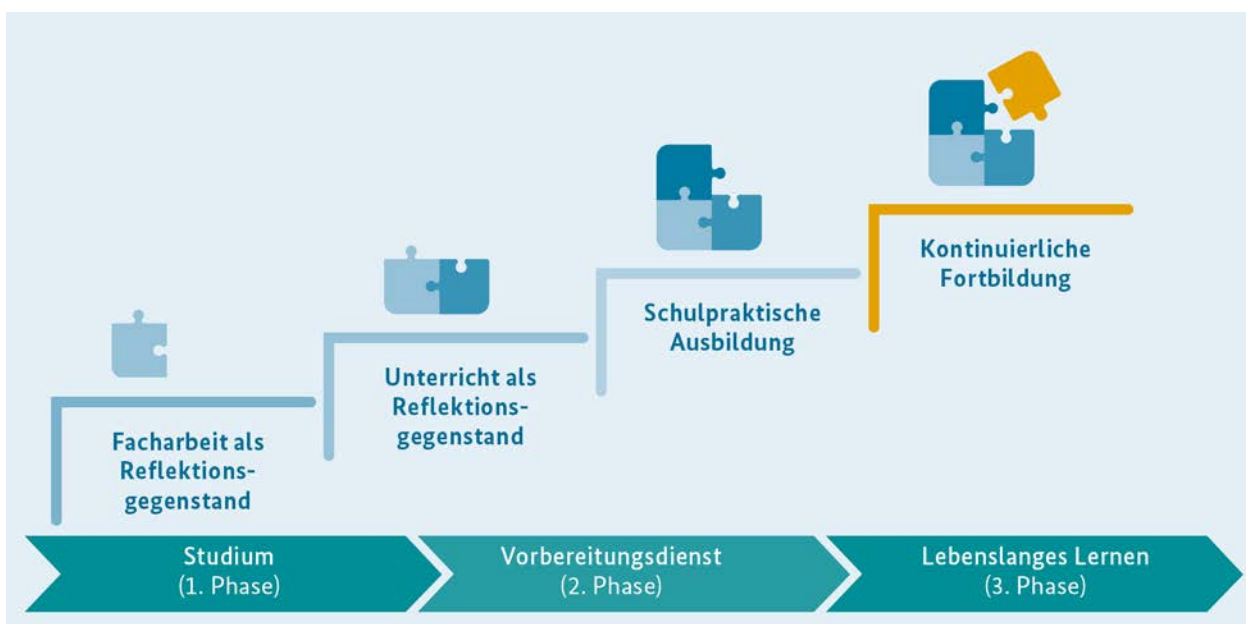 Facharbeit als
Reflektions-
gegenstand
Unterricht als
Reflektions-
gegenstand
Schulpraktische
Ausbildung
Kontinuierliche
Fortbildung
Studium
(1. Phase)
Vorbereitungsdienst
(2. Phase)
Lebenslanges Lernen
(3. Phase)